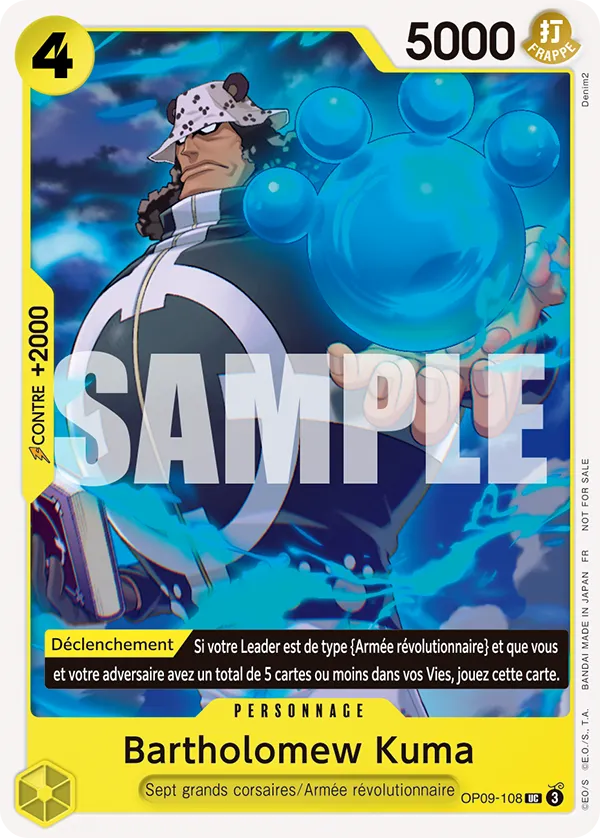 4
5000
打
FRAPPE
Denim2
CONTRE +2000
SAMPLE
Déclenchement Si votre Leader est de type {Armée révolutionnaire} et que vous
et votre adversaire avez un total de 5 cartes ou moins dans vos Vies, jouez cette carte.
PERSONNAGE
Bartholomew Kuma
Sept grands corsaires/Armée révolutionnaire
OP09-108 UC 3
©EO/S ©E.O./S., T.A. BANDAI MADE IN JAPAN FR NOT FOR SALE